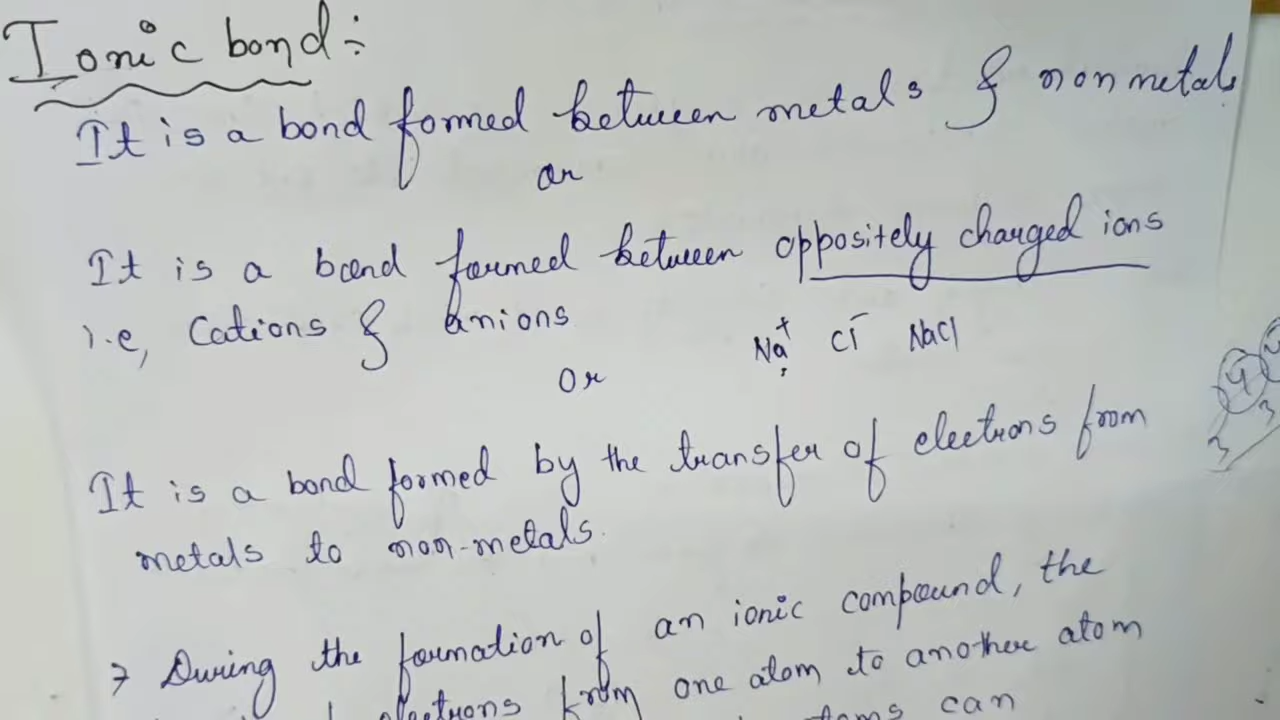 Ionic bond :-
It is a bond formed between metals & non metals
or
It is a bond formed between oppositely charged ions
i.e, Cations & anions
Na⁺ Cl⁻ NaCl
or
It is a bond formed by the transfer of electrons from
metals to non-metals.
→ During the formation of an ionic compound, the
electrons from one atom to another atom
can